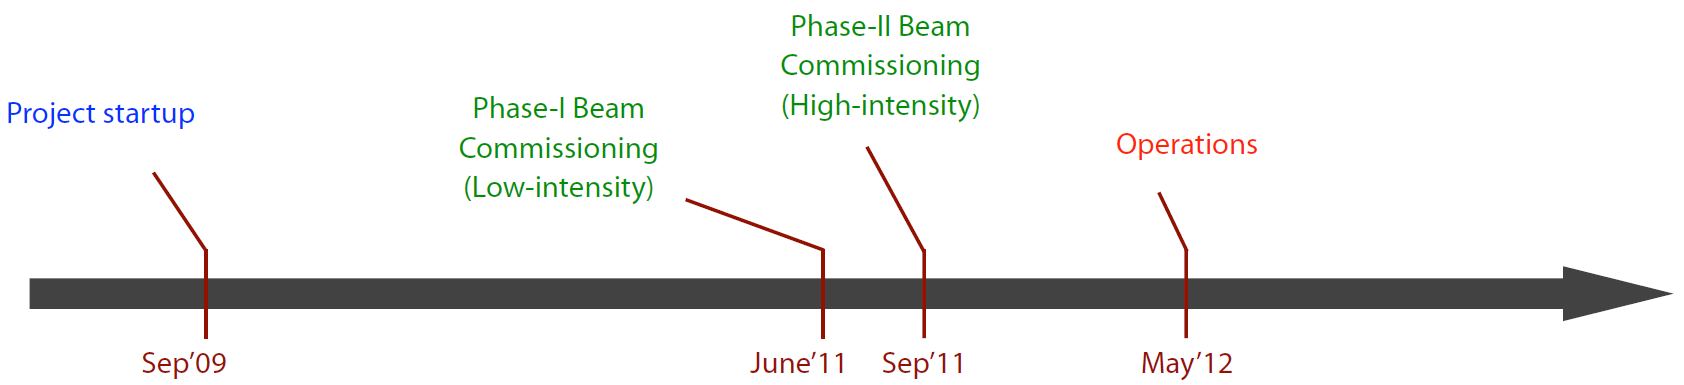 Project startup
Phase-I Beam
Commissioning
(Low-intensity)
Phase-II Beam
Commissioning
(High-intensity)
Operations
Sep’09
June’11
Sep’11
May’12